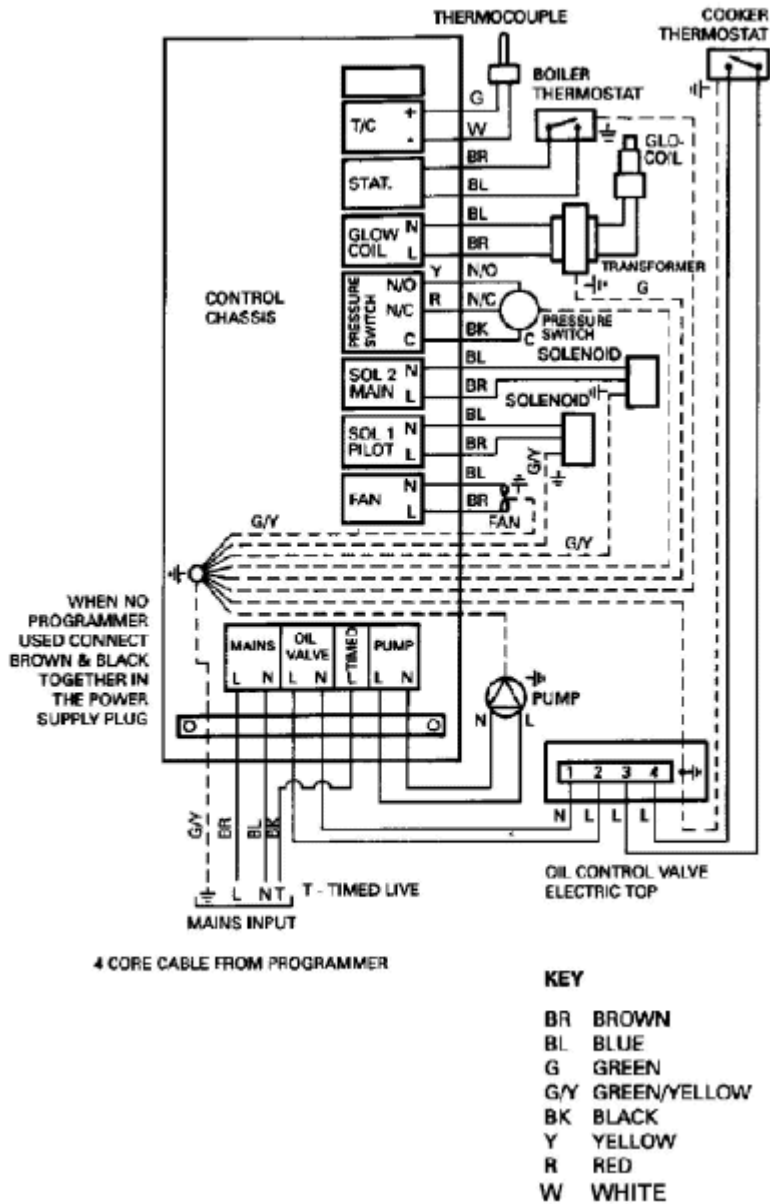 THERMOCOUPLE
COOKER
THERMOSTAT
BOILER
THERMOSTAT
GLO-
COIL
T/C
+
-
G
W
STAT.
BR
BL
GLOW
COIL
N
L
BL
BR
TRANSFORMER
G
CONTROL
CHASSIS
PRESSURE
SWITCH
N/O
N/C
C
Y
N/O
R
N/C
BK
C
PRESSURE
SWITCH
SOL 2
MAIN
N
L
BL
BR
SOLENOID
SOL 1
PILOT
N
L
BL
BR
SOLENOID
G/Y
FAN
N
L
BL
BR
FAN
G/Y
G/Y
WHEN NO
PROGRAMMER
USED CONNECT
BROWN & BLACK
TOGETHER IN
THE POWER
SUPPLY PLUG
MAINS
OIL
VALVE
TIMED
PUMP
L N L N L L N
N
L
PUMP
1 2 3 4
N L L L
OIL CONTROL VALVE
ELECTRIC TOP
G/Y
BR
BL
BK
L N T
T - TIMED LIVE
MAINS INPUT
4 CORE CABLE FROM PROGRAMMER
KEY
BR BROWN
BL BLUE
G GREEN
G/Y GREEN/YELLOW
BK BLACK
Y YELLOW
R RED
W WHITE